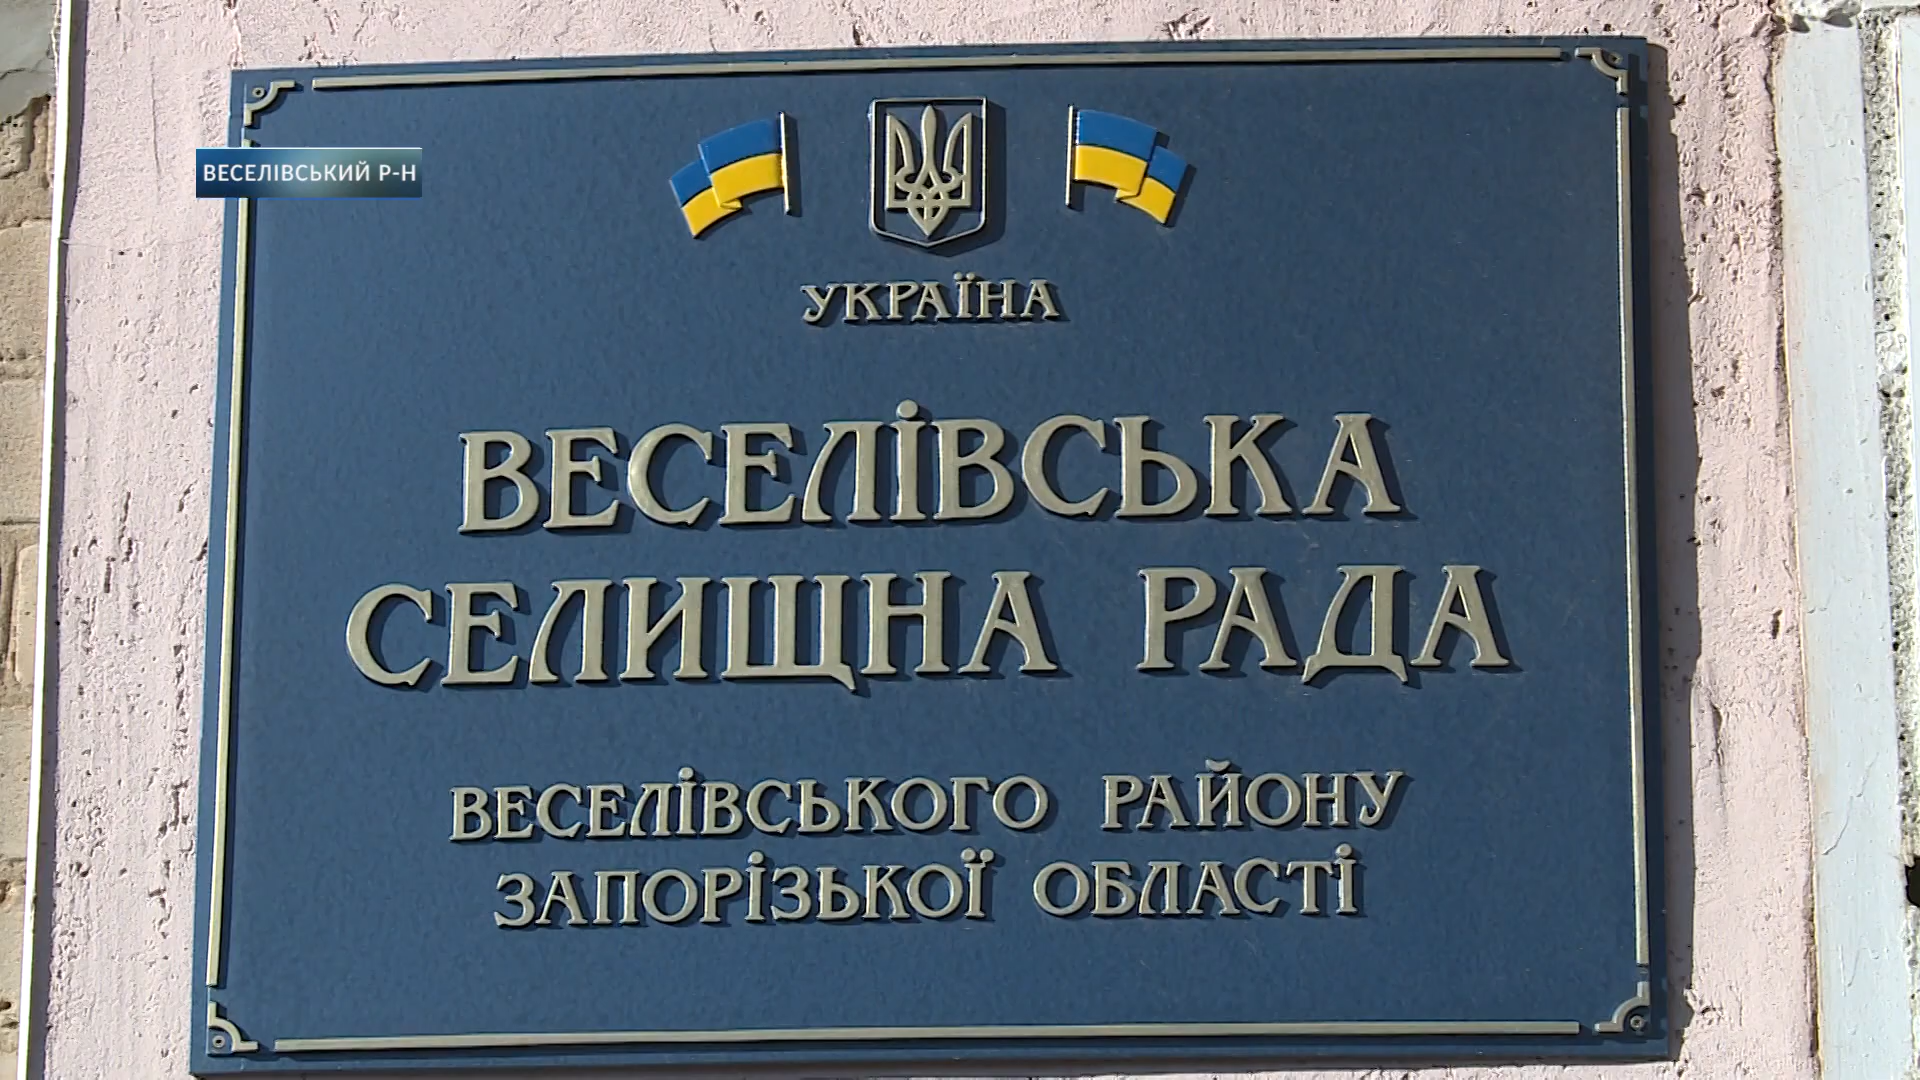 ВЕСЕЛІВСЬКИЙ Р-Н
УКРАЇНА
ВЕСЕЛІВСЬКА
СЕЛИЩНА РАДА
ВЕСЕЛІВСЬКОГО РАЙОНУ
ЗАПОРІЗЬКОЇ ОБЛАСТІ